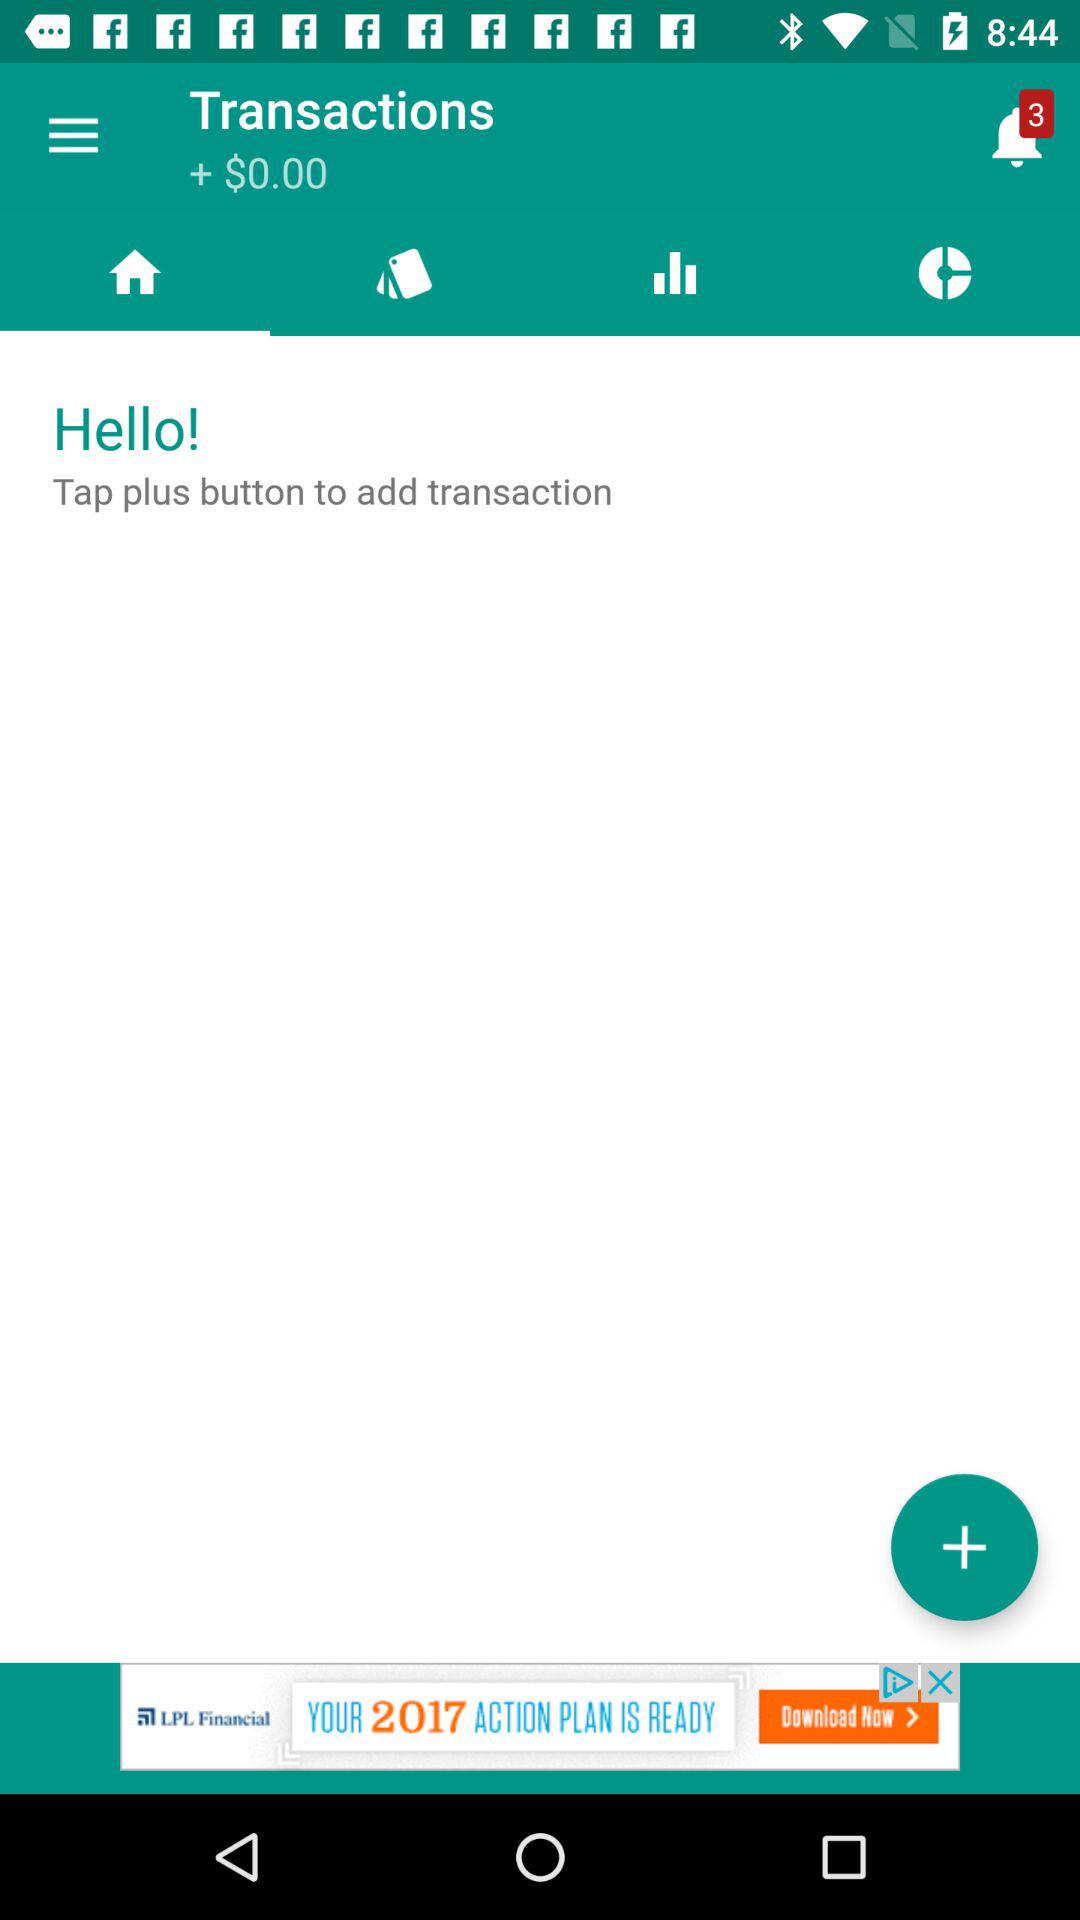 8:44
Transactions
3
+ $0.00
Hello!
Tap plus button to add transaction
+
LPL Financial
YOUR 2017 ACTION PLAN IS READY
Download Now >